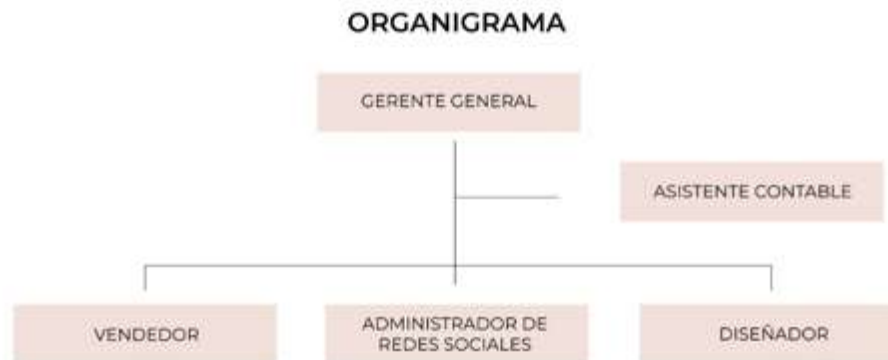 ORGANIGRAMA
GERENTE GENERAL
ASISTENTE CONTABLE
VENDEDOR
ADMINISTRADOR DE
REDES SOCIALES
DISEÑADOR